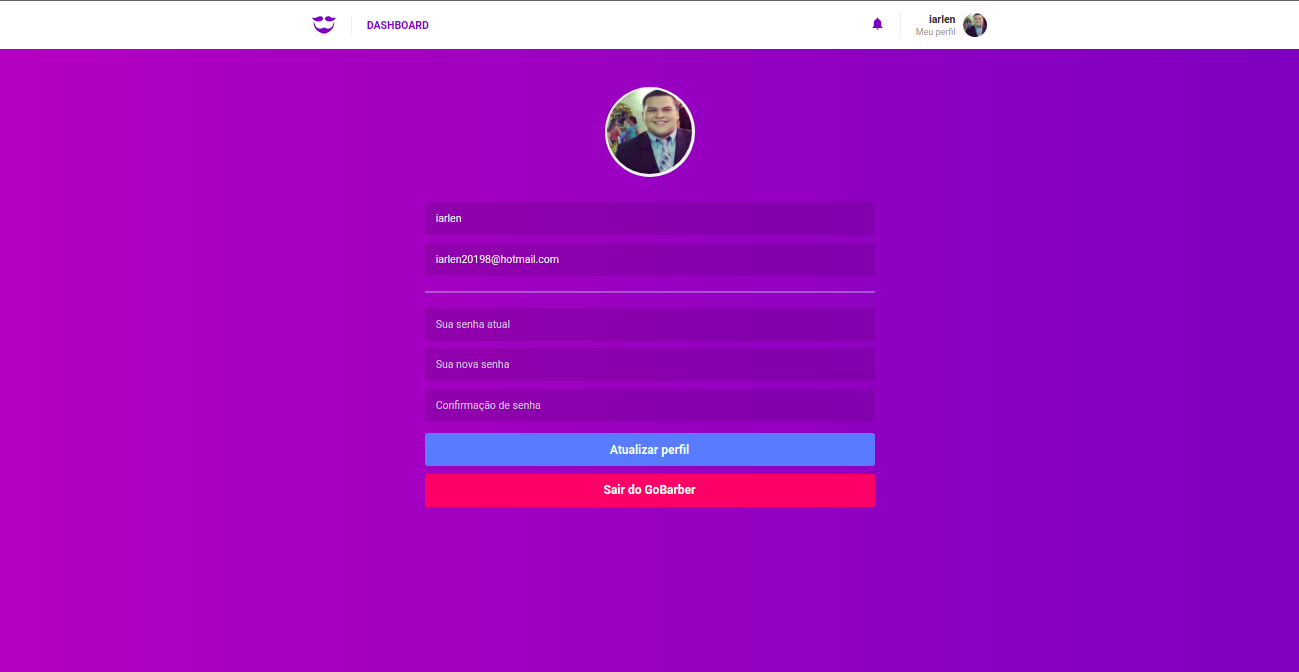 DASHBOARD
iarlen
Meu perfil
iarlen
iarlen20198@hotmail.com
Sua senha atual
Sua nova senha
Confirmação de senha
Atualizar perfil
Sair do GoBarber